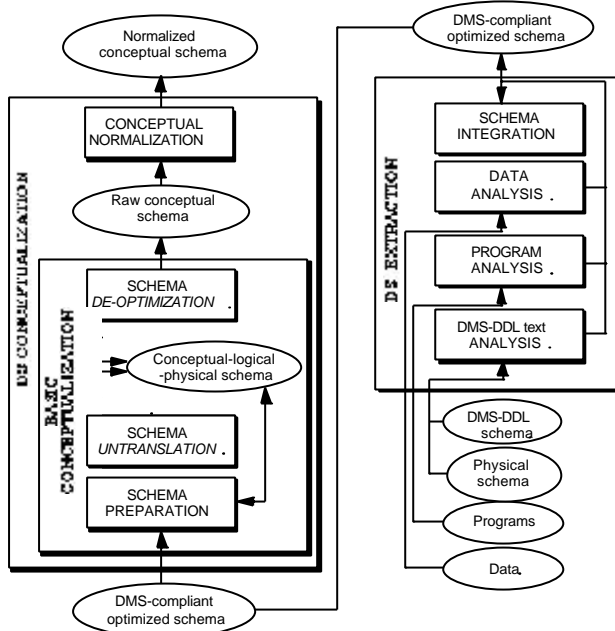 Normalized
conceptual schema
CONCEPTUAL
NORMALIZATION
Raw conceptual
schema
SCHEMA
DE-OPTIMIZATION .
Conceptual-logical
-physical schema
SCHEMA
UNTRANSLATION .
SCHEMA
PREPARATION
DMS-compliant
optimized schema
DS CONCEPTUALIZATION
BASIC
CONCEPTUALIZATION
DMS-compliant
optimized schema
SCHEMA
INTEGRATION
DATA
ANALYSIS .
PROGRAM
ANALYSIS .
DMS-DDL text
ANALYSIS .
DS EXTRACTION
DMS-DDL
schema
Physical
schema
Programs
Data.